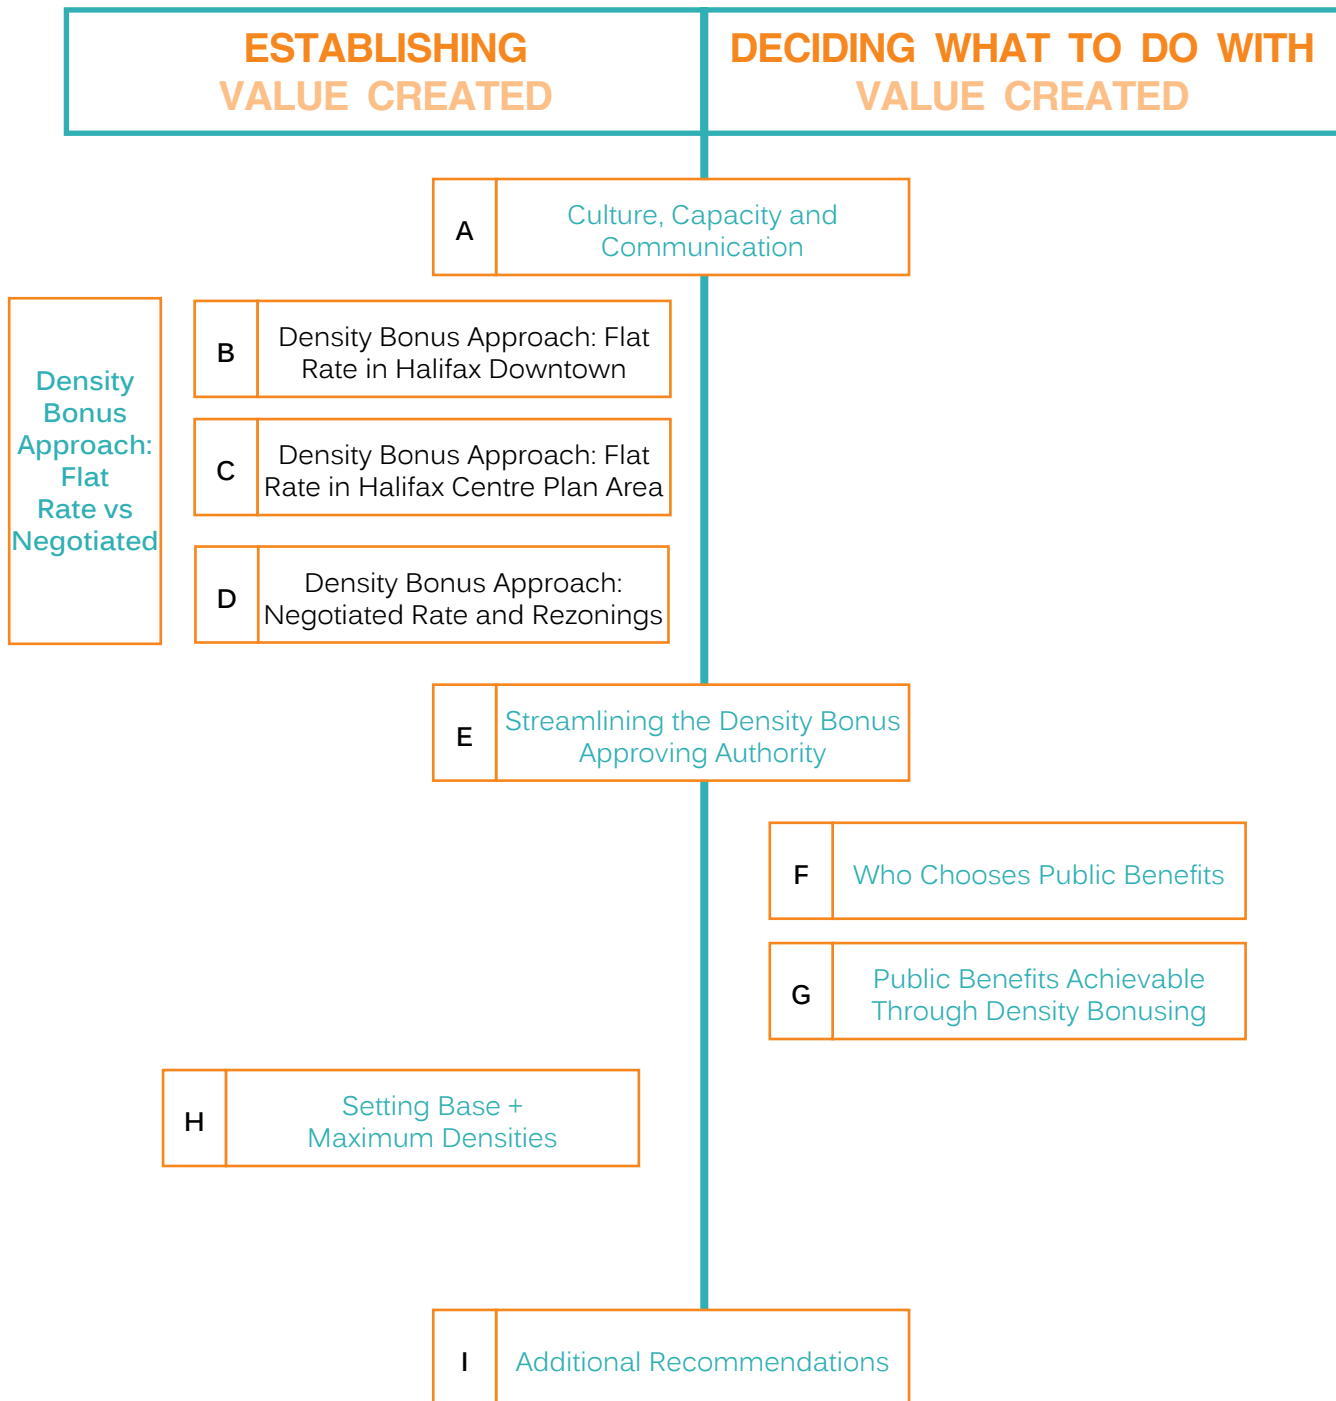 ESTABLISHING
VALUE CREATED
DECIDING WHAT TO DO WITH
VALUE CREATED
A
Culture, Capacity and
Communication
Density
Bonus
Approach:
Flat
Rate vs
Negotiated
B
Density Bonus Approach: Flat
Rate in Halifax Downtown
C
Density Bonus Approach: Flat
Rate in Halifax Centre Plan Area
D
Density Bonus Approach:
Negotiated Rate and Rezonings
E
Streamlining the Density Bonus
Approving Authority
F
Who Chooses Public Benefits
G
Public Benefits Achievable
Through Density Bonusing
H
Setting Base +
Maximum Densities
I
Additional Recommendations